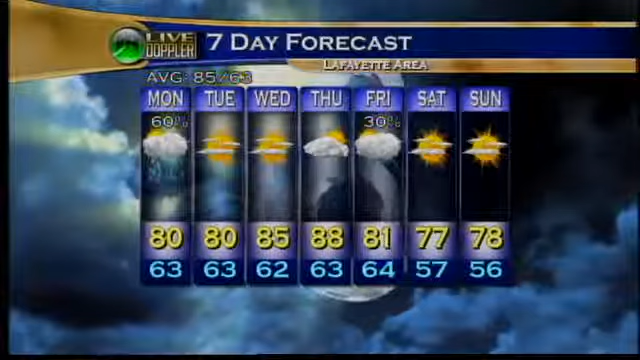 LIVE
DOPPLER
7 DAY FORECAST
LAFAYETTE AREA
AVG: 85/63
MON TUE WED THU FRI SAT SUN
60% 30%
80 80 85 88 81 77 78
63 63 62 63 64 57 56